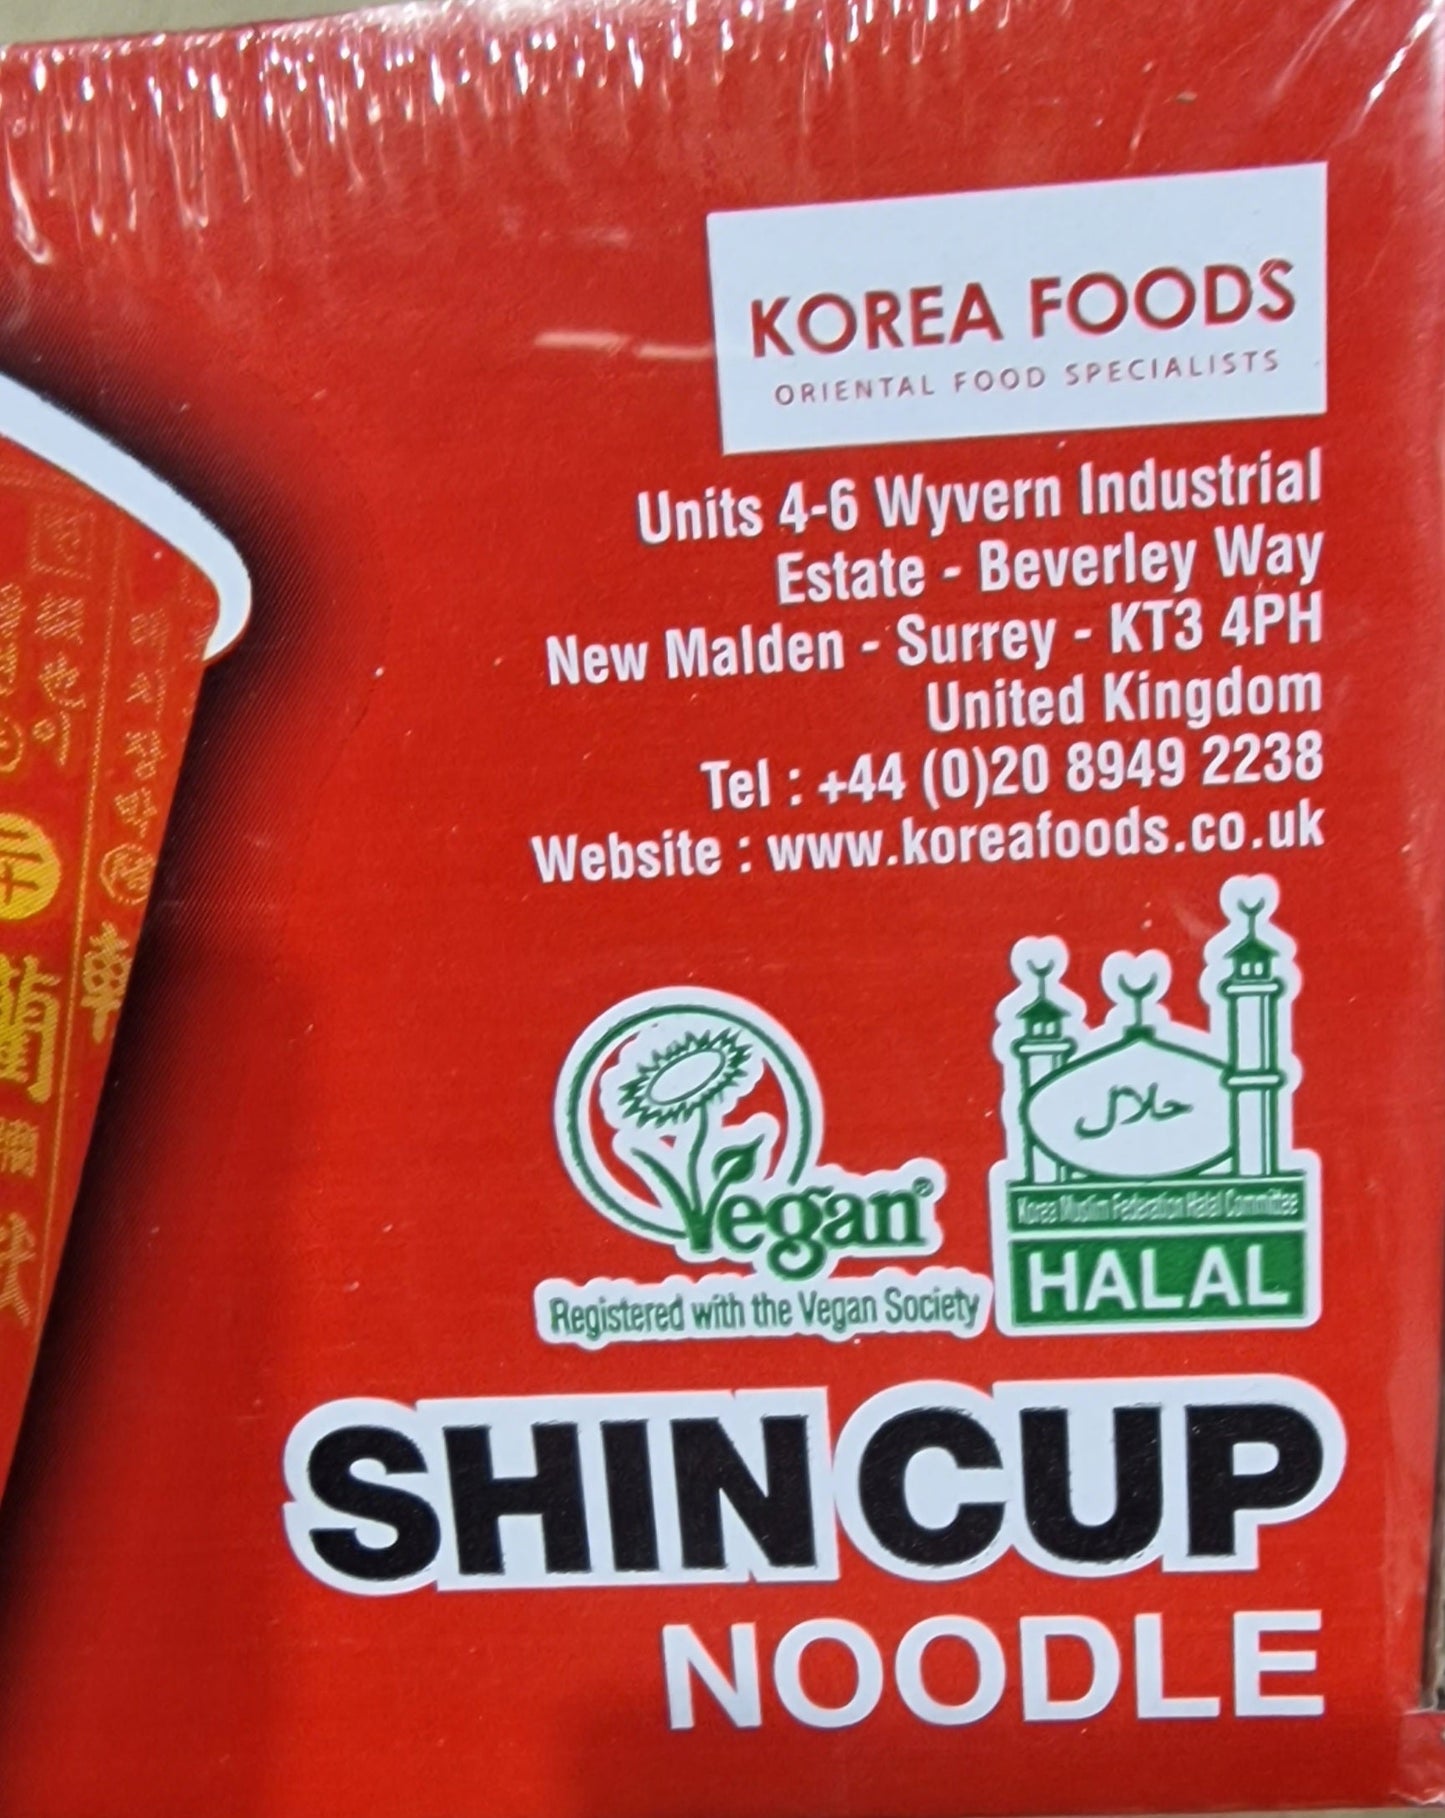 KOREA FOODS
ORIENTAL FOOD SPECIALISTS
Units 4-6 Wyvern Industrial
Estate - Beverley Way
New Malden - Surrey - KT3 4PH
United Kingdom
Tel : +44 (0)20 8949 2238
Website : www.koreafoods.co.uk
حلال
Vegan®
Korea Muslim Federation Halal Committee
HALAL
Registered with the Vegan Society
SHIN CUP
NOODLE